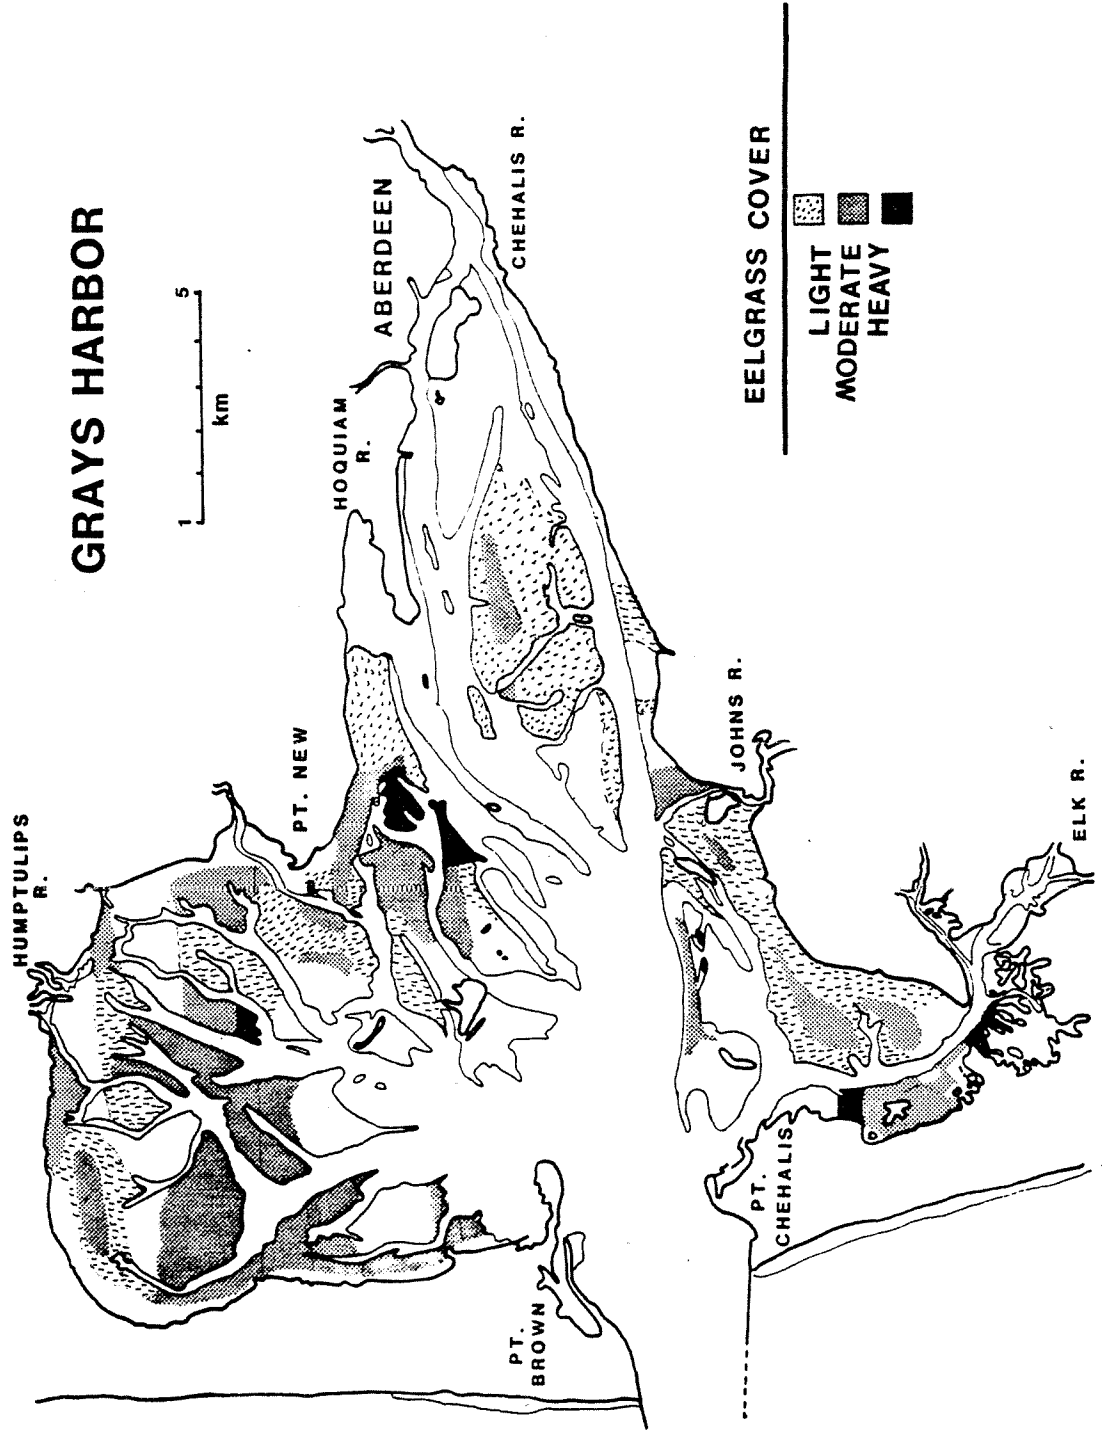 GRAYS HARBOR
1
5
km
HUMPTULIPS
R.
PT. NEW
HOQUIAM
R.
ABERDEEN
CHEHALIS R.
JOHNS R.
ELK R.
PT.
CHEHALIS
PT.
BROWN
EELGRASS COVER
LIGHT
MODERATE
HEAVY